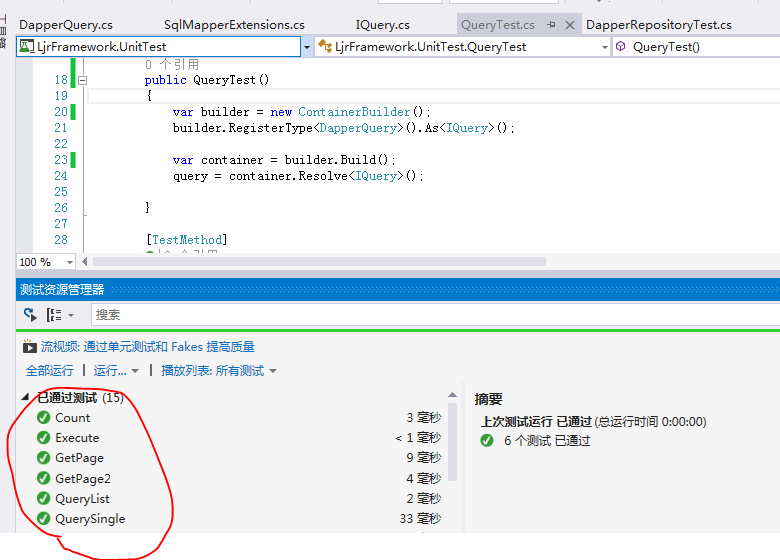 DapperQuery.cs SqlMapperExtensions.cs IQuery.cs QueryTest.cs DapperRepositoryTest.cs
LjrFramework.UnitTest LjrFramework.UnitTest.QueryTest QueryTest()
0 个引用
18 public QueryTest()
19 {
20 var builder = new ContainerBuilder();
21 builder.RegisterType<DapperQuery>().As<IQuery>();
22
23 var container = builder.Build();
24 query = container.Resolve<IQuery>();
25
26 }
27
28 [TestMethod]
个引用
100 %
测试资源管理器
搜索
流视频: 通过单元测试和 Fakes 提高质量
全部运行 | 运行... | 播放列表: 所有测试
已通过测试 (15)
Count 3 毫秒
Execute < 1 毫秒
GetPage 9 毫秒
GetPage2 4 毫秒
QueryList 2 毫秒
QuerySingle 33 毫秒
摘要
上次测试运行 已通过 (总运行时间 0:00:00)
6 个测试 已通过